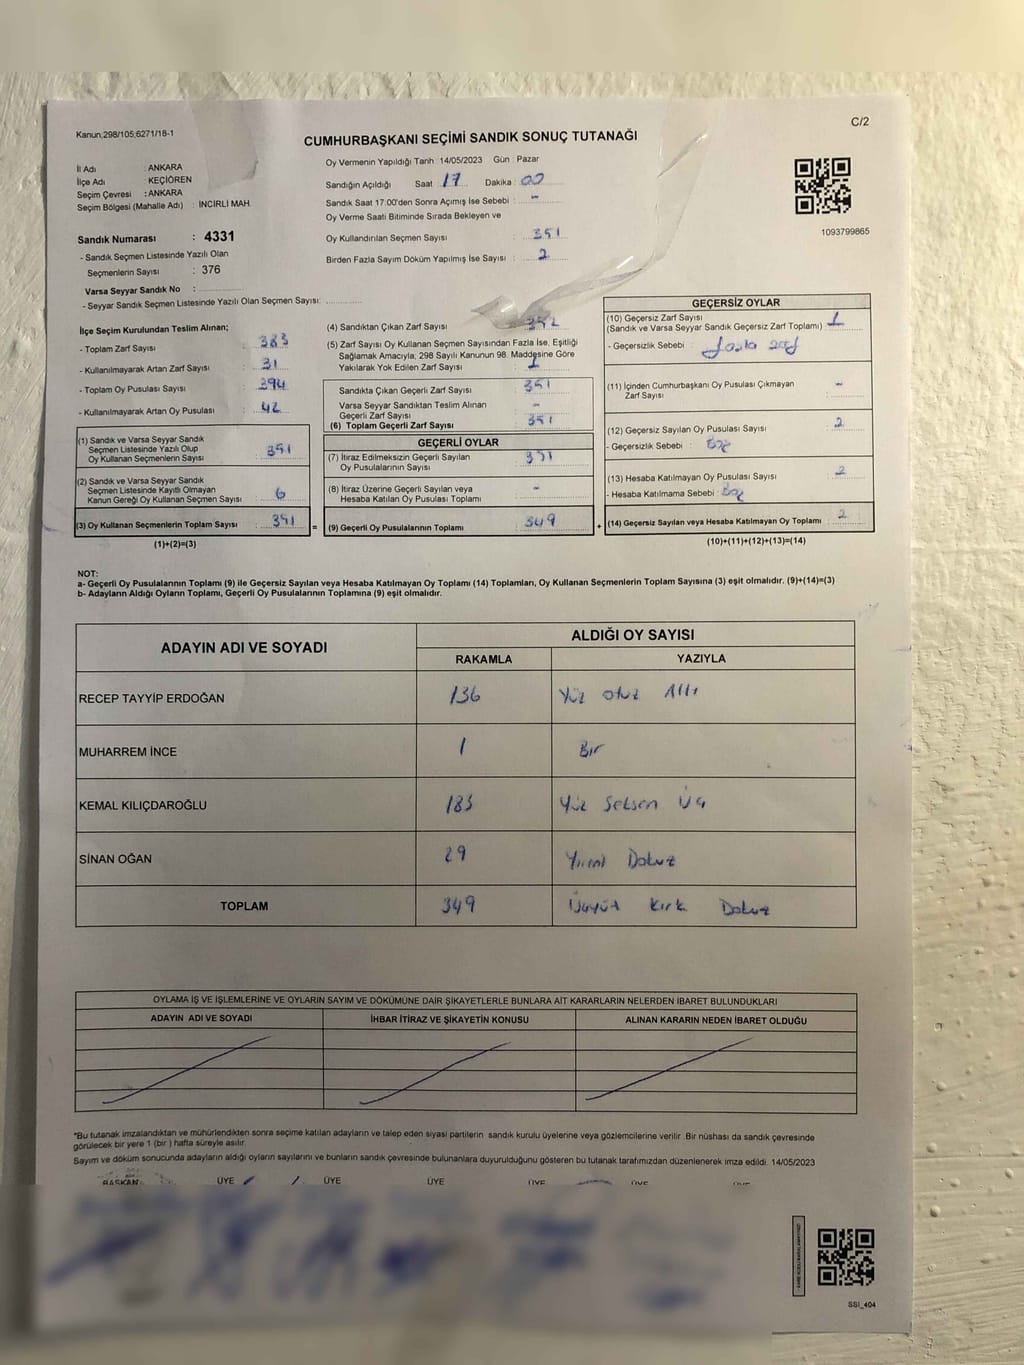 Kanun;298/105;6271/18-1
C/2
CUMHURBAŞKANI SEÇİMİ SANDIK SONUÇ TUTANAĞI
İl Adı : ANKARA
İlçe Adı : KEÇİÖREN
Seçim Çevresi : ANKARA
Seçim Bölgesi (Mahalle Adı) : İNCİRLİ MAH.
Sandık Numarası : 4331
- Sandık Seçmen Listesinde Yazılı Olan
Seçmenlerin Sayısı : 376
Varsa Seyyar Sandık No :
- Seyyar Sandık Seçmen Listesinde Yazılı Olan Seçmen Sayısı:
Oy Vermenin Yapıldığı Tarih : 14/05/2023 Gün : Pazar
Sandığın Açıldığı Saat : 17 Dakika : 00
Sandık Saat 17:00'den Sonra Açımış İse Sebebi : -
Oy Verme Saati Bitiminde Sırada Bekleyen ve
Oy Kullandırılan Seçmen Sayısı : 351
Birden Fazla Sayım Döküm Yapılmış İse Sayısı : 2
1093799865
İlçe Seçim Kurulundan Teslim Alınan;
- Toplam Zarf Sayısı : 383
- Kullanılmayarak Artan Zarf Sayısı : 31
- Toplam Oy Pusulası Sayısı : 394
- Kullanılmayarak Artan Oy Pusulası : 42
(1) Sandık ve Varsa Seyyar Sandık
Seçmen Listesinde Yazılı Olup
Oy Kullanan Seçmenlerin Sayısı : 351
(2) Sandık ve Varsa Seyyar Sandık
Seçmen Listesinde Kayıtlı Olmayan
Kanun Gereği Oy Kullanan Seçmen Sayısı : 6
(3) Oy Kullanan Seçmenlerin Toplam Sayısı : 351
(1)+(2)=(3)
(4) Sandıktan Çıkan Zarf Sayısı : 352
(5) Zarf Sayısı Oy Kullanan Seçmen Sayısından Fazla İse, Eşitliği
Sağlamak Amacıyla; 298 Sayılı Kanunun 98. Maddesine Göre
Yakılarak Yok Edilen Zarf Sayısı : 1
Sandıkta Çıkan Geçerli Zarf Sayısı : 351
Varsa Seyyar Sandıktan Teslim Alınan
Geçerli Zarf Sayısı : -
(6) Toplam Geçerli Zarf Sayısı : 351
GEÇERLİ OYLAR
(7) İtiraz Edilmeksizin Geçerli Sayılan
Oy Pusulalarının Sayısı : 351
(8) İtiraz Üzerine Geçerli Sayılan veya
Hesaba Katılan Oy Pusulası Toplamı : -
= (9) Geçerli Oy Pusulalarının Toplamı : 349
GEÇERSİZ OYLAR
(10) Geçersiz Zarf Sayısı
(Sandık ve Varsa Seyyar Sandık Geçersiz Zarf Toplamı) : 1
- Geçersizlik Sebebi : fazla zarf
(11) İçinden Cumhurbaşkanı Oy Pusulası Çıkmayan
Zarf Sayısı : -
(12) Geçersiz Sayılan Oy Pusulası Sayısı : 2
- Geçersizlik Sebebi : Boş
(13) Hesaba Katılmayan Oy Pusulası Sayısı : 2
- Hesaba Katılmama Sebebi : Boş
+ (14) Geçersiz Sayılan veya Hesaba Katılmayan Oy Toplamı : 2
(10)+(11)+(12)+(13)=(14)
NOT:
a- Geçerli Oy Pusulalarının Toplamı (9) ile Geçersiz Sayılan veya Hesaba Katılmayan Oy Toplamı (14) Toplamları, Oy Kullanan Seçmenlerin Toplam Sayısına (3) eşit olmalıdır. (9)+(14)=(3)
b- Adayların Aldığı Oyların Toplamı, Geçerli Oy Pusulalarının Toplamına (9) eşit olmalıdır.
ADAYIN ADI VE SOYADI ALDIĞI OY SAYISI
RAKAMLA YAZIYLA
RECEP TAYYİP ERDOĞAN 136 Yüz otuz Altı
MUHARREM İNCE 1 Bir
KEMAL KILIÇDAROĞLU 183 Yüz Seksen Üç
SİNAN OĞAN 29 Yirmi Dokuz
TOPLAM 349 Üçyüz Kırk Dokuz
OYLAMA İŞ VE İŞLEMLERİNE VE OYLARIN SAYIM VE DÖKÜMÜNE DAİR ŞİKAYETLERLE BUNLARA AİT KARARLARIN NELERDEN İBARET BULUNDUKLARI
ADAYIN ADI VE SOYADI İHBAR İTİRAZ VE ŞİKAYETİN KONUSU ALINAN KARARIN NEDEN İBARET OLDUĞU
*Bu tutanak imzalandıktan ve mühürlendikten sonra seçime katılan adayların ve talep eden siyasi partilerin sandık kurulu üyelerine veya gözlemcilerine verilir. Bir nüshası da sandık çevresinde
görülecek bir yere 1 (bir ) hafta süreyle asılır.
Sayım ve döküm sonucunda adayların aldığı oyların sayılarını ve bunların sandık çevresinde bulunanlara duyurulduğunu gösteren bu tutanak tarafımızdan düzenlenerek imza edildi. 14/05/2023
BAŞKAN ÜYE ÜYE ÜYE ÜYE ÜYE
SSI_404